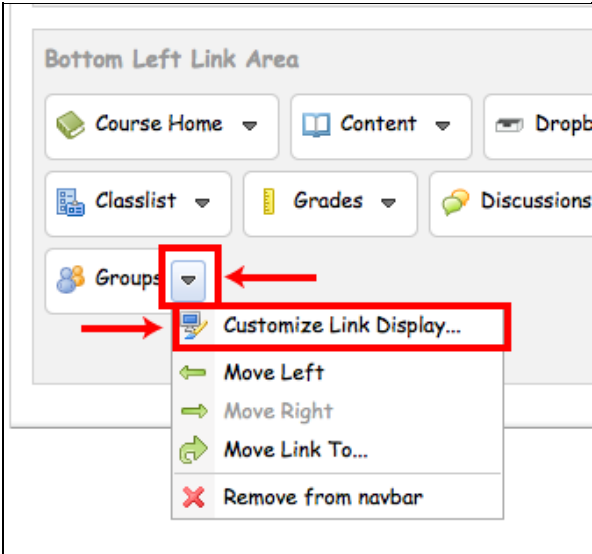 Bottom Left Link Area
Course Home Content Dropb
Classlist Grades Discussions
Groups
Customize Link Display...
Move Left
Move Right
Move Link To...
Remove from navbar